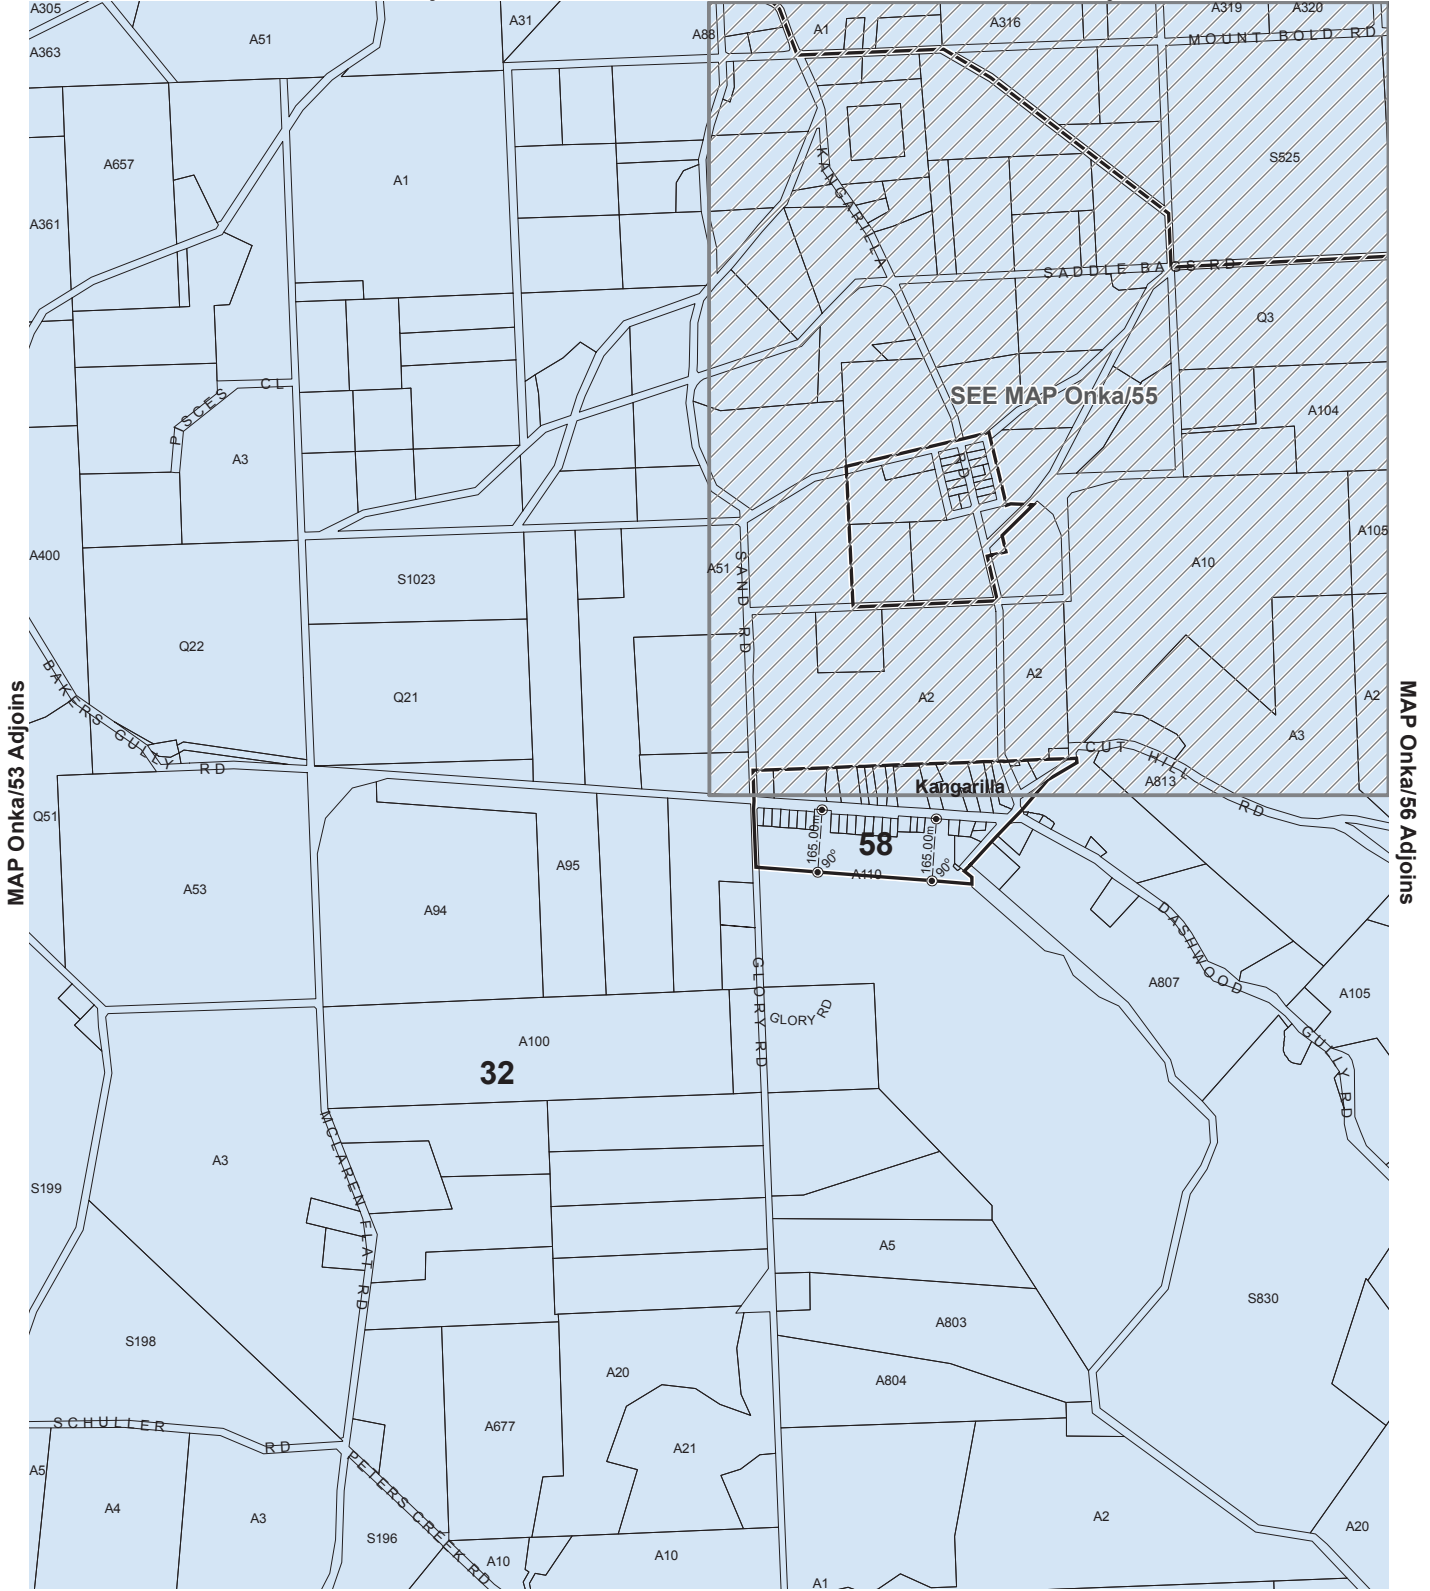 A305
A51
A31
A88
A1
A316
A319
A320
A363
MOUNT BOLD RD
A657
A1
S525
A361
KANGARILLA
RD
SADDLE BAGS RD
Q3
PISCES CL
SEE MAP Onka/55
A104
A3
A400
S1023
A51
SAND RD
A10
A105
Q22
Q21
A2
A2
A2
BAKERS GULLY RD
A3
MAP Onka/53 Adjoins
MAP Onka/56 Adjoins
CUT HILL RD
A813
Kangarilla
Q51
58
165.00m
90°
165.00m
90°
A110
A53
A95
A94
DASHWOOD GULLY RD
A807
A105
GLORY RD
GLORY RD
A100
32
MCLAREN FLAT RD
A3
S199
A5
S830
A803
S198
A20
A804
SCHULLER RD
A677
A21
A5
PETERS CREEK RD
A4
A3
S196
A10
A10
A2
A20
A1